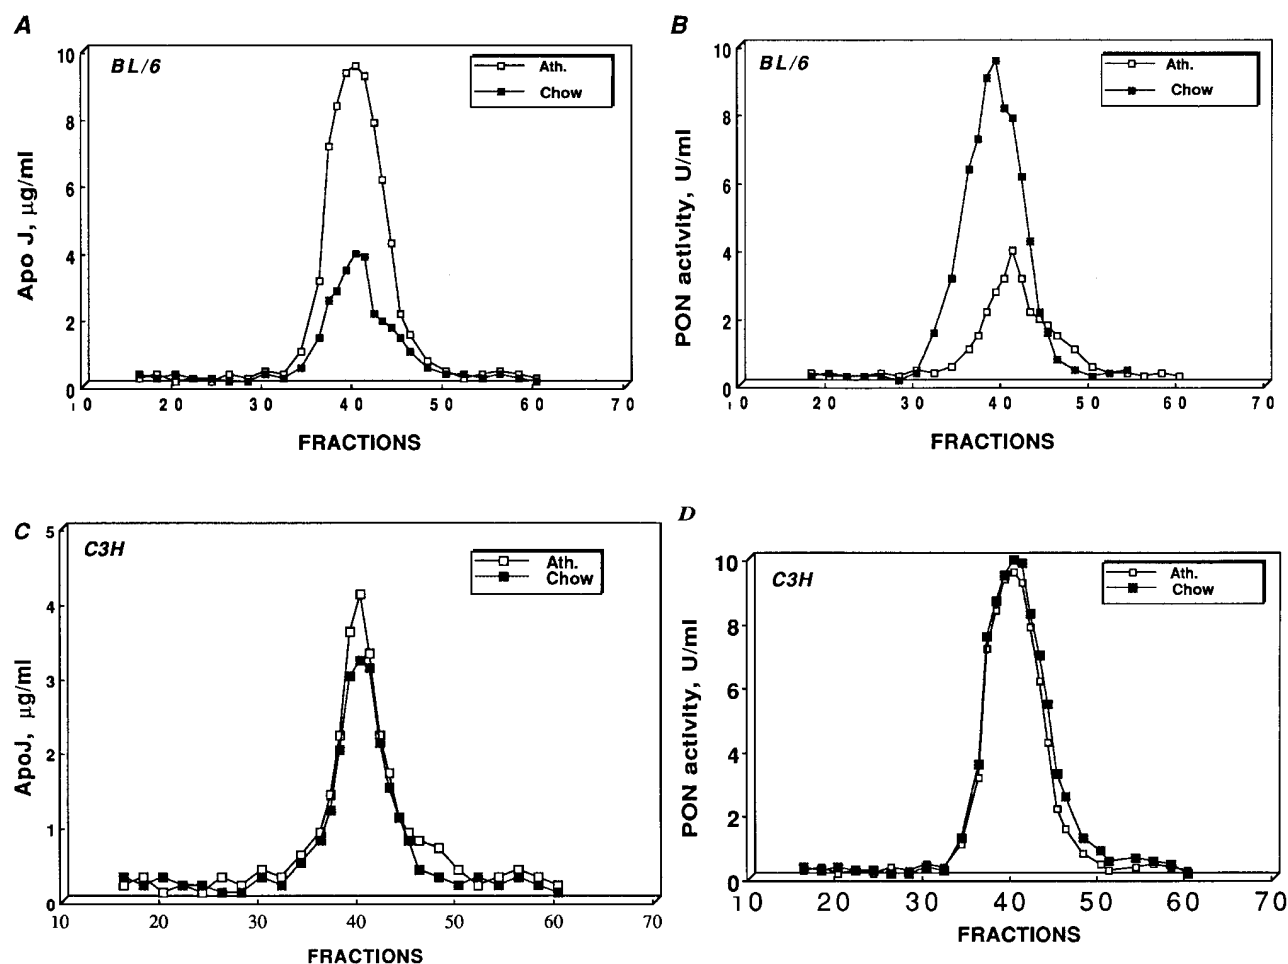 A
BL/6
Ath.
Chow
10
8
6
4
2
0
Apo J, µg/ml
10 20 30 40 50 60 70
FRACTIONS
B
BL/6
Ath.
Chow
10
8
6
4
2
0
PON activity, U/ml
10 20 30 40 50 60 70
FRACTIONS
C
C3H
Ath.
Chow
5
4
3
2
1
0
ApoJ, µg/ml
10 20 30 40 50 60 70
FRACTIONS
D
C3H
Ath.
Chow
10
8
6
4
2
0
PON activity, U/ml
10 20 30 40 50 60 70
FRACTIONS